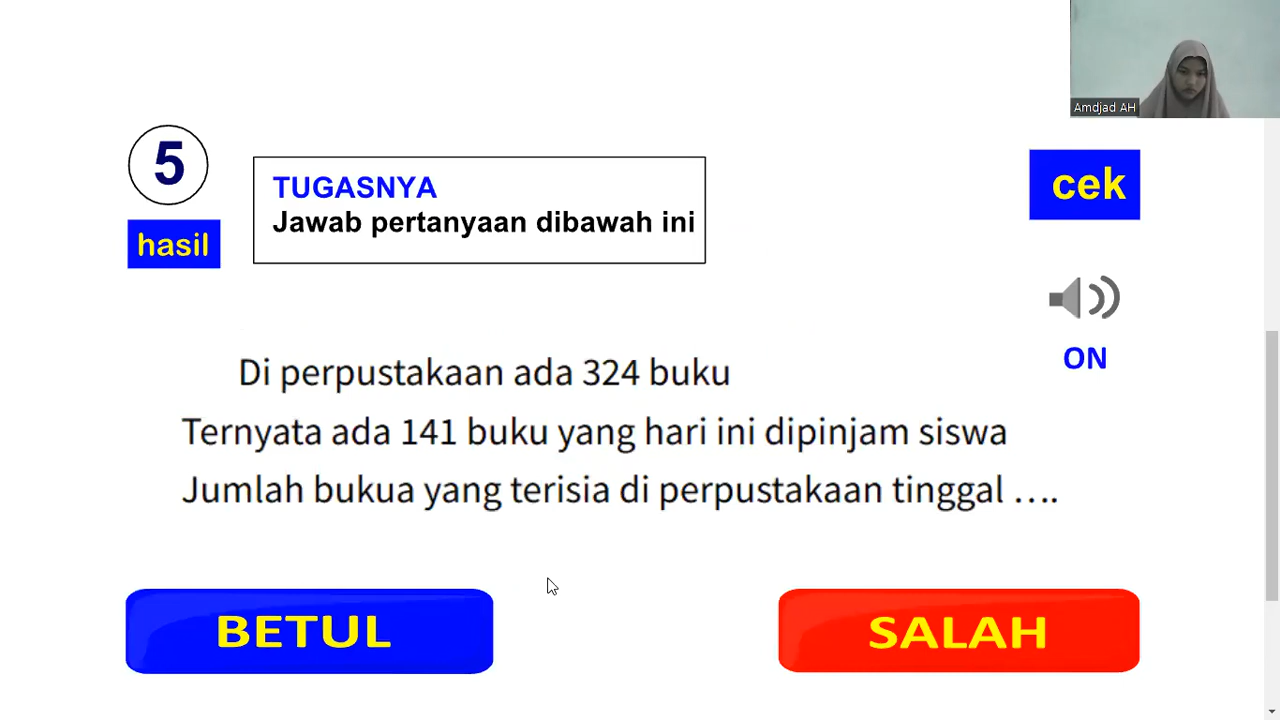 Amdjad AH
5
hasil
TUGASNYA
Jawab pertanyaan dibawah ini
cek
ON
Di perpustakaan ada 324 buku
Ternyata ada 141 buku yang hari ini dipinjam siswa
Jumlah bukua yang terisia di perpustakaan tinggal ....
BETUL
SALAH